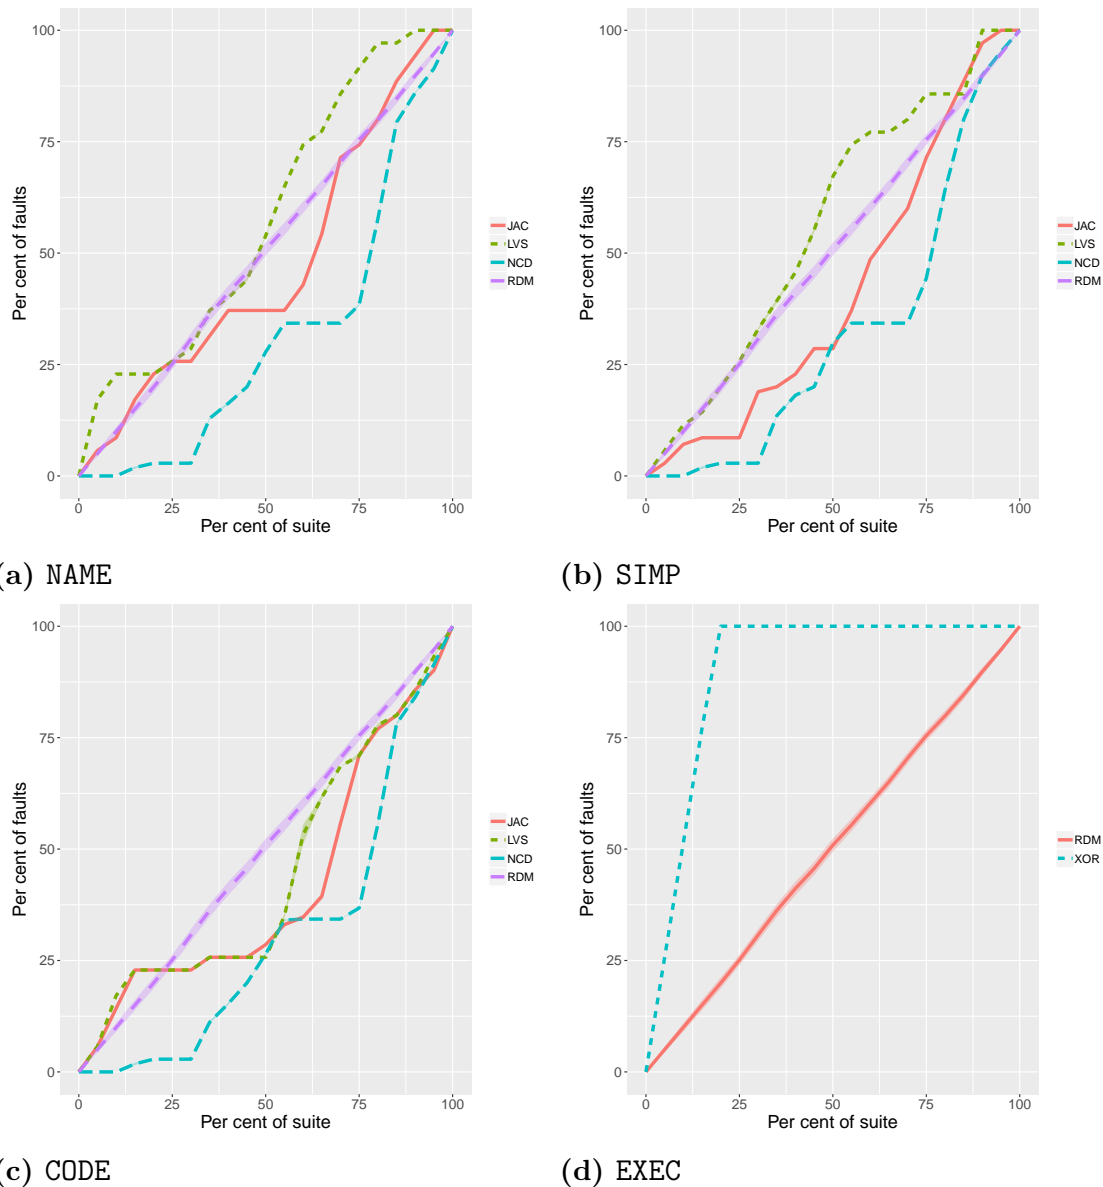 100
75
50
25
0
Per cent of faults
0 25 50 75 100
Per cent of suite
JAC
LVS
NCD
RDM
(a) NAME
100
75
50
25
0
Per cent of faults
0 25 50 75 100
Per cent of suite
JAC
LVS
NCD
RDM
(b) SIMP
100
75
50
25
0
Per cent of faults
0 25 50 75 100
Per cent of suite
JAC
LVS
NCD
RDM
(c) CODE
100
75
50
25
0
Per cent of faults
0 25 50 75 100
Per cent of suite
RDM
XOR
(d) EXEC